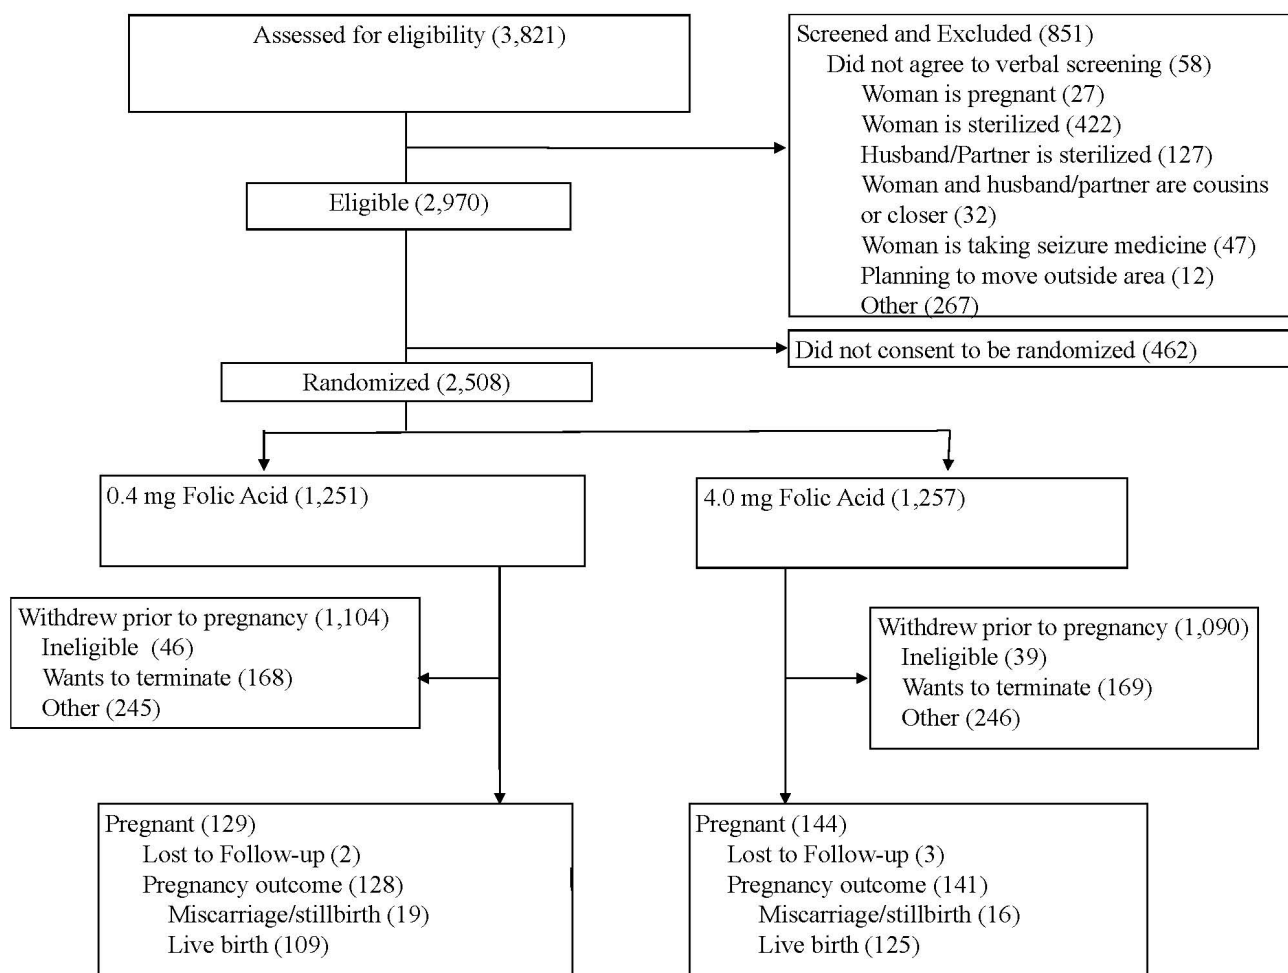 Assessed for eligibility (3,821)
Screened and Excluded (851)
Did not agree to verbal screening (58)
Woman is pregnant (27)
Woman is sterilized (422)
Husband/Partner is sterilized (127)
Woman and husband/partner are cousins
or closer (32)
Woman is taking seizure medicine (47)
Planning to move outside area (12)
Other (267)
Eligible (2,970)
Did not consent to be randomized (462)
Randomized (2,508)
0.4 mg Folic Acid (1,251)
4.0 mg Folic Acid (1,257)
Withdrew prior to pregnancy (1,104)
Ineligible (46)
Wants to terminate (168)
Other (245)
Withdrew prior to pregnancy (1,090)
Ineligible (39)
Wants to terminate (169)
Other (246)
Pregnant (129)
Lost to Follow-up (2)
Pregnancy outcome (128)
Miscarriage/stillbirth (19)
Live birth (109)
Pregnant (144)
Lost to Follow-up (3)
Pregnancy outcome (141)
Miscarriage/stillbirth (16)
Live birth (125)